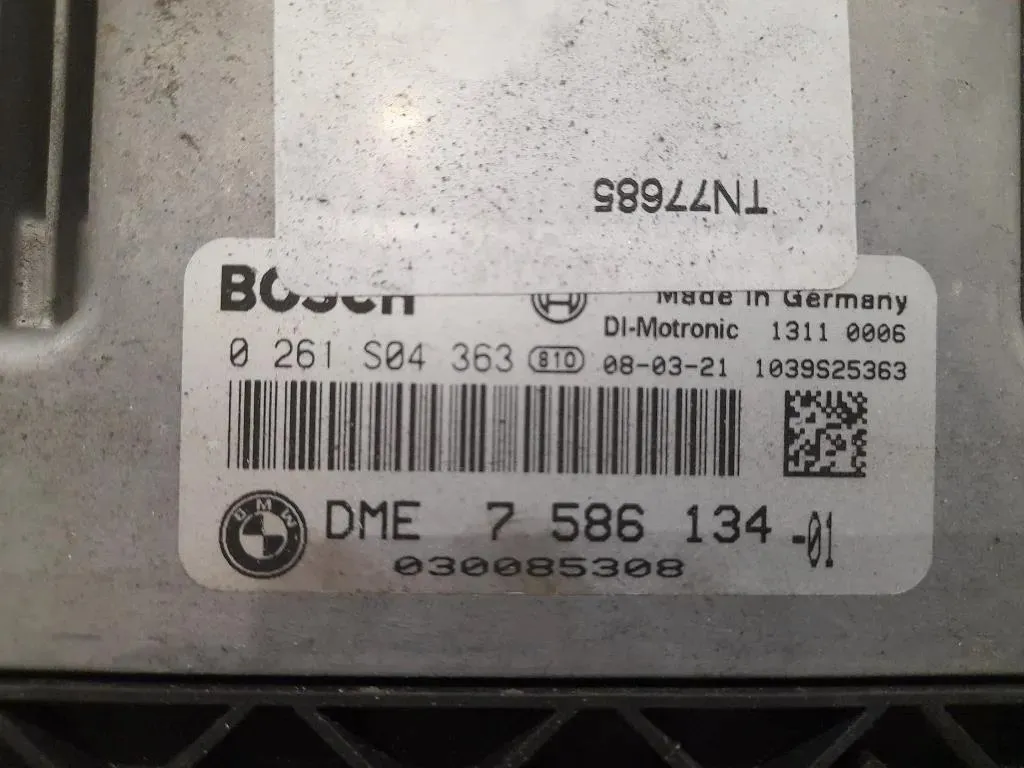 TN77685
BOSCH
Made in Germany
DI-Motronic 1311 0006
0 261 S04 363 810 08-03-21 1039S25363
BMW
DME 7 586 134 -01
030085308